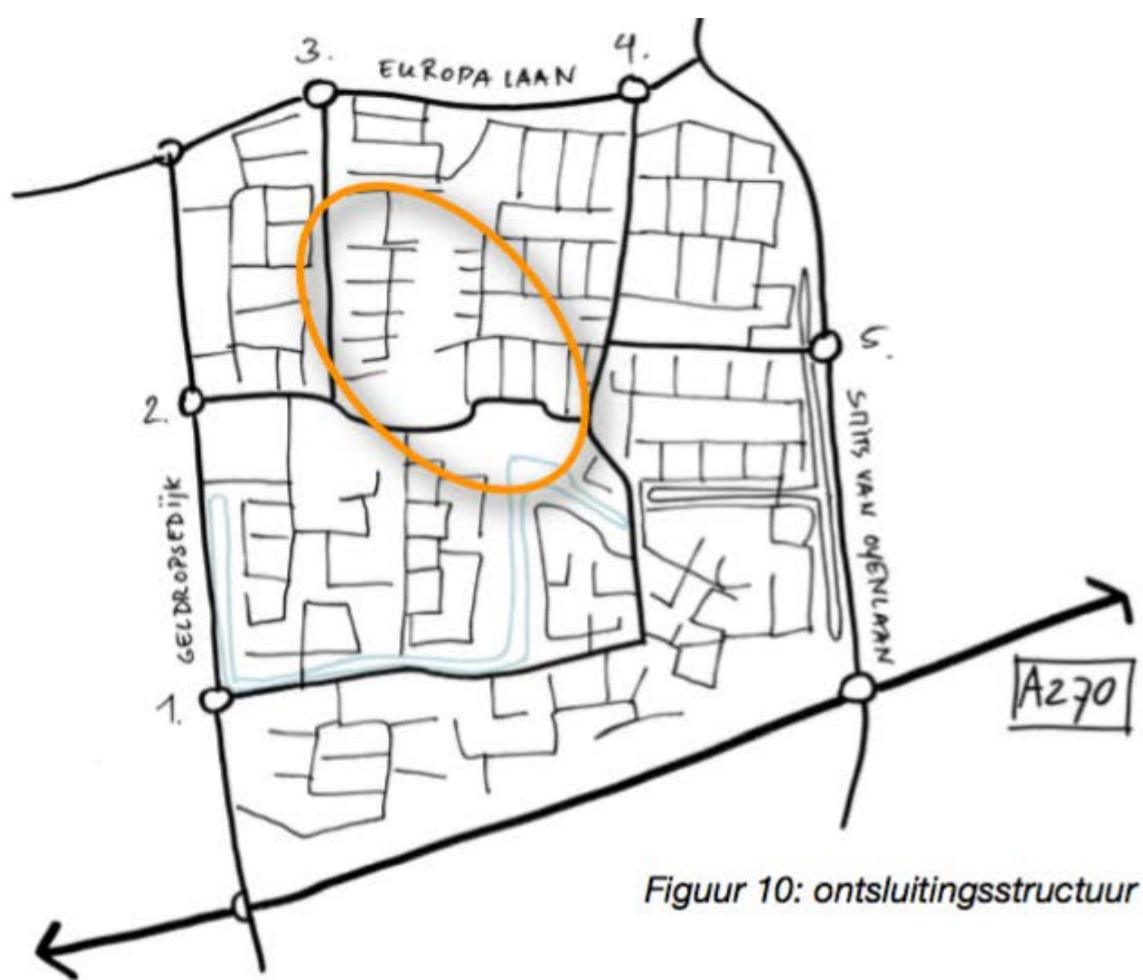 3.
EUROPALAAN
4.
5.
2.
SMITS VAN OYENLAAN
GELDROPSEDIJK
1.
A270
Figuur 10: ontsluitingsstructuur